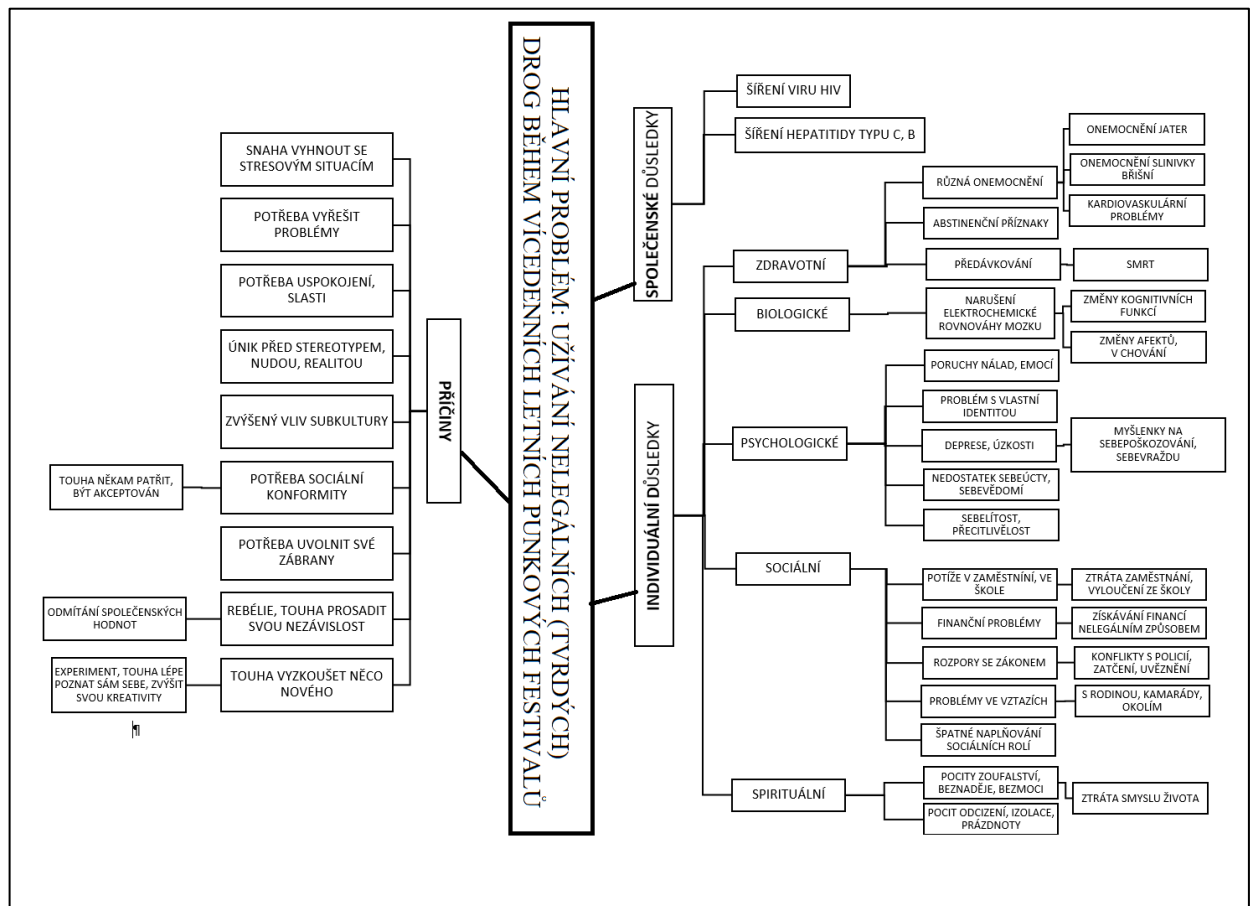 HLAVNÍ PROBLÉM: UŽÍVÁNÍ NELEGÁLNÍCH (TVRDÝCH)
DROG BĚHEM VÍCEDENNÍCH LETNÍCH PUNKOVÝCH FESTIVALŮ
PŘÍČINY
SNAHA VYHNOUT SE
STRESOVÝM SITUACÍM
POTŘEBA VYŘEŠIT
PROBLÉMY
POTŘEBA USPOKOJENÍ,
SLASTI
ÚNIK PŘED STEREOTYPEM,
NUDOU, REALITOU
ZVÝŠENÝ VLIV SUBKULTURY
POTŘEBA SOCIÁLNÍ
KONFORMITY
TOUHA NĚKAM PATŘIT,
BÝT AKCEPTOVÁN
POTŘEBA UVOLNIT SVÉ
ZÁBRANY
REBÉLIE, TOUHA PROSADIT
SVOU NEZÁVISLOST
ODMÍTÁNÍ SPOLEČENSKÝCH
HODNOT
TOUHA VYZKOUŠET NĚCO
NOVÉHO
EXPERIMENT, TOUHA LÉPE
POZNAT SÁM SEBE, ZVÝŠIT
SVOU KREATIVITY
¶
SPOLEČENSKÉ DŮSLEDKY
ŠÍŘENÍ VIRU HIV
ŠÍŘENÍ HEPATITIDY TYPU C, B
INDIVIDUÁLNÍ DŮSLEDKY
ZDRAVOTNÍ
RŮZNÁ ONEMOCNĚNÍ
ONEMOCNĚNÍ JATER
ONEMOCNĚNÍ SLINIVKY
BŘIŠNÍ
KARDIOVASKULÁRNÍ
PROBLÉMY
ABSTINENČNÍ PŘÍZNAKY
PŘEDÁVKOVÁNÍ
SMRT
BIOLOGICKÉ
NARUŠENÍ
ELEKTROCHEMICKÉ
ROVNOVÁHY MOZKU
ZMĚNY KOGNITIVNÍCH
FUNKCÍ
ZMĚNY AFEKTŮ,
V CHOVÁNÍ
PSYCHOLOGICKÉ
PORUCHY NÁLAD, EMOCÍ
PROBLÉM S VLASTNÍ
IDENTITOU
DEPRESE, ÚZKOSTI
MYŠLENKY NA
SEBEPOŠKOZOVÁNÍ,
SEBEVRAŽDU
NEDOSTATEK SEBEÚCTY,
SEBEVĚDOMÍ
SEBELÍTOST,
PŘECITLIVĚLOST
SOCIÁLNÍ
POTÍŽE V ZAMĚSTNÍNÍ, VE
ŠKOLE
ZTRÁTA ZAMĚSTNÁNÍ,
VYLOUČENÍ ZE ŠKOLY
FINANČNÍ PROBLÉMY
ZÍSKÁVÁNÍ FINANCÍ
NELEGÁLNÍM ZPŮSOBEM
ROZPORY SE ZÁKONEM
KONFLIKTY S POLICIÍ,
ZATČENÍ, UVĚZNĚNÍ
PROBLÉMY VE VZTAZÍCH
S RODINOU, KAMARÁDY,
OKOLÍM
ŠPATNÉ NAPLŇOVÁNÍ
SOCIÁLNÍCH ROLÍ
SPIRITUÁLNÍ
POCITY ZOUFALSTVÍ,
BEZNADĚJE, BEZMOCI
ZTRÁTA SMYSLU ŽIVOTA
POCIT ODCIZENÍ, IZOLACE,
PRÁZDNOTY